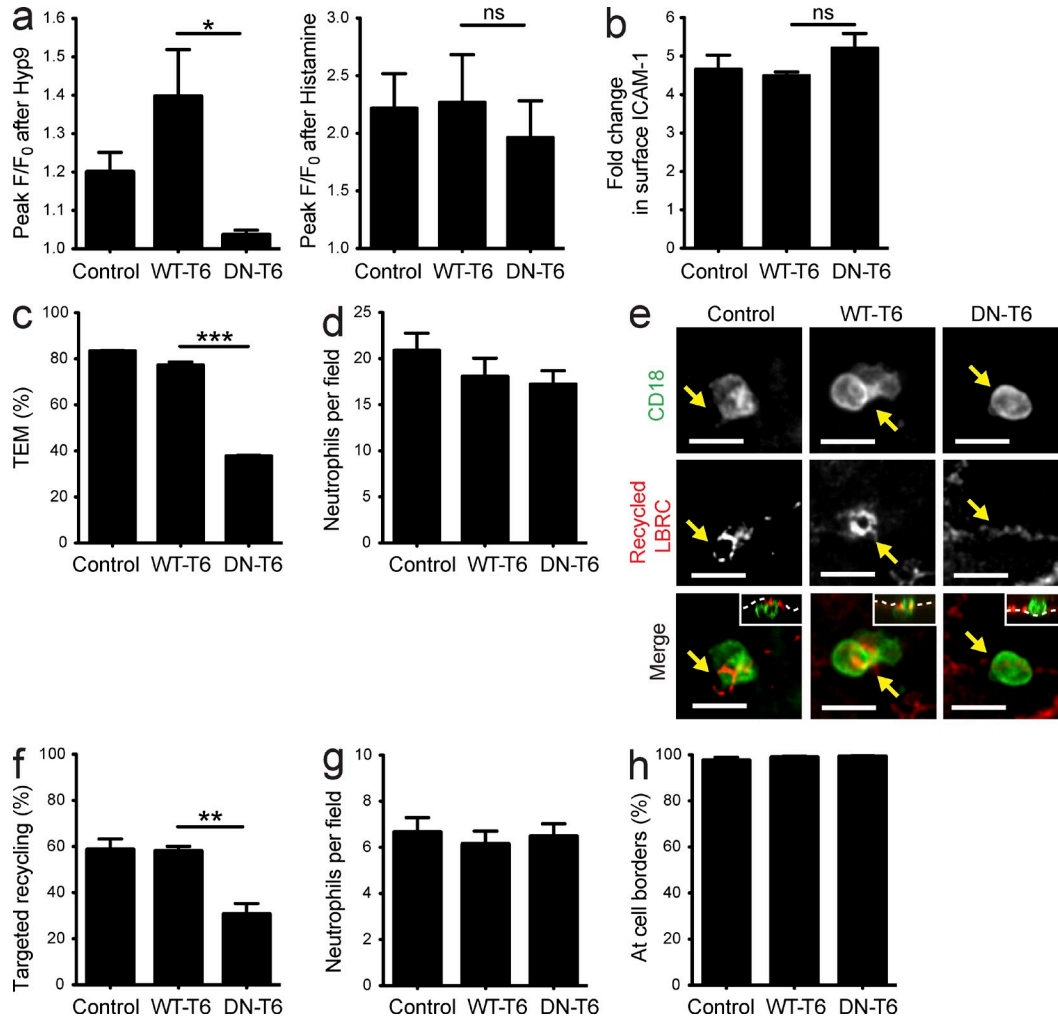 a
Peak F/F0 after Hyp9
1.6
1.5
1.4
1.3
1.2
1.1
1.0
*
Control WT-T6 DN-T6
Peak F/F0 after Histamine
3.0
2.5
2.0
1.5
1.0
ns
Control WT-T6 DN-T6
b
Fold change
in surface ICAM-1
6
5
4
3
2
1
0
ns
Control WT-T6 DN-T6
c
TEM (%)
100
80
60
40
20
0
***
Control WT-T6 DN-T6
d
Neutrophils per field
25
20
15
10
5
0
Control WT-T6 DN-T6
e
Control WT-T6 DN-T6
CD18
Recycled
LBRC
Merge
f
Targeted recycling (%)
100
80
60
40
20
0
**
Control WT-T6 DN-T6
g
Neutrophils per field
10
8
6
4
2
0
Control WT-T6 DN-T6
h
At cell borders (%)
100
80
60
40
20
0
Control WT-T6 DN-T6